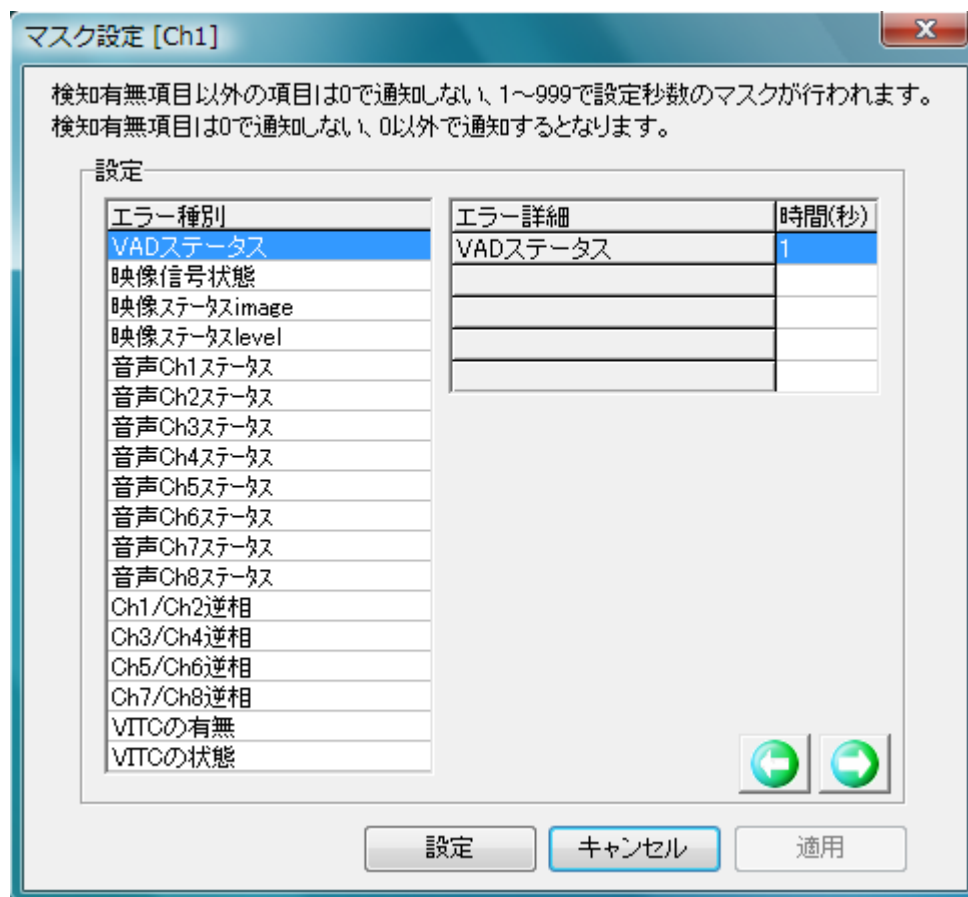 マスク設定 [Ch1]
検知有無項目以外の項目は0で通知しない、1～999で設定秒数のマスクが行われます。
検知有無項目は0で通知しない、0以外で通知するとなります。
設定
エラー種別
VADステータス
映像信号状態
映像ステータスimage
映像ステータスlevel
音声Ch1ステータス
音声Ch2ステータス
音声Ch3ステータス
音声Ch4ステータス
音声Ch5ステータス
音声Ch6ステータス
音声Ch7ステータス
音声Ch8ステータス
Ch1/Ch2逆相
Ch3/Ch4逆相
Ch5/Ch6逆相
Ch7/Ch8逆相
VITCの有無
VITCの状態
エラー詳細 時間(秒)
VADステータス 1
設定 キャンセル 適用